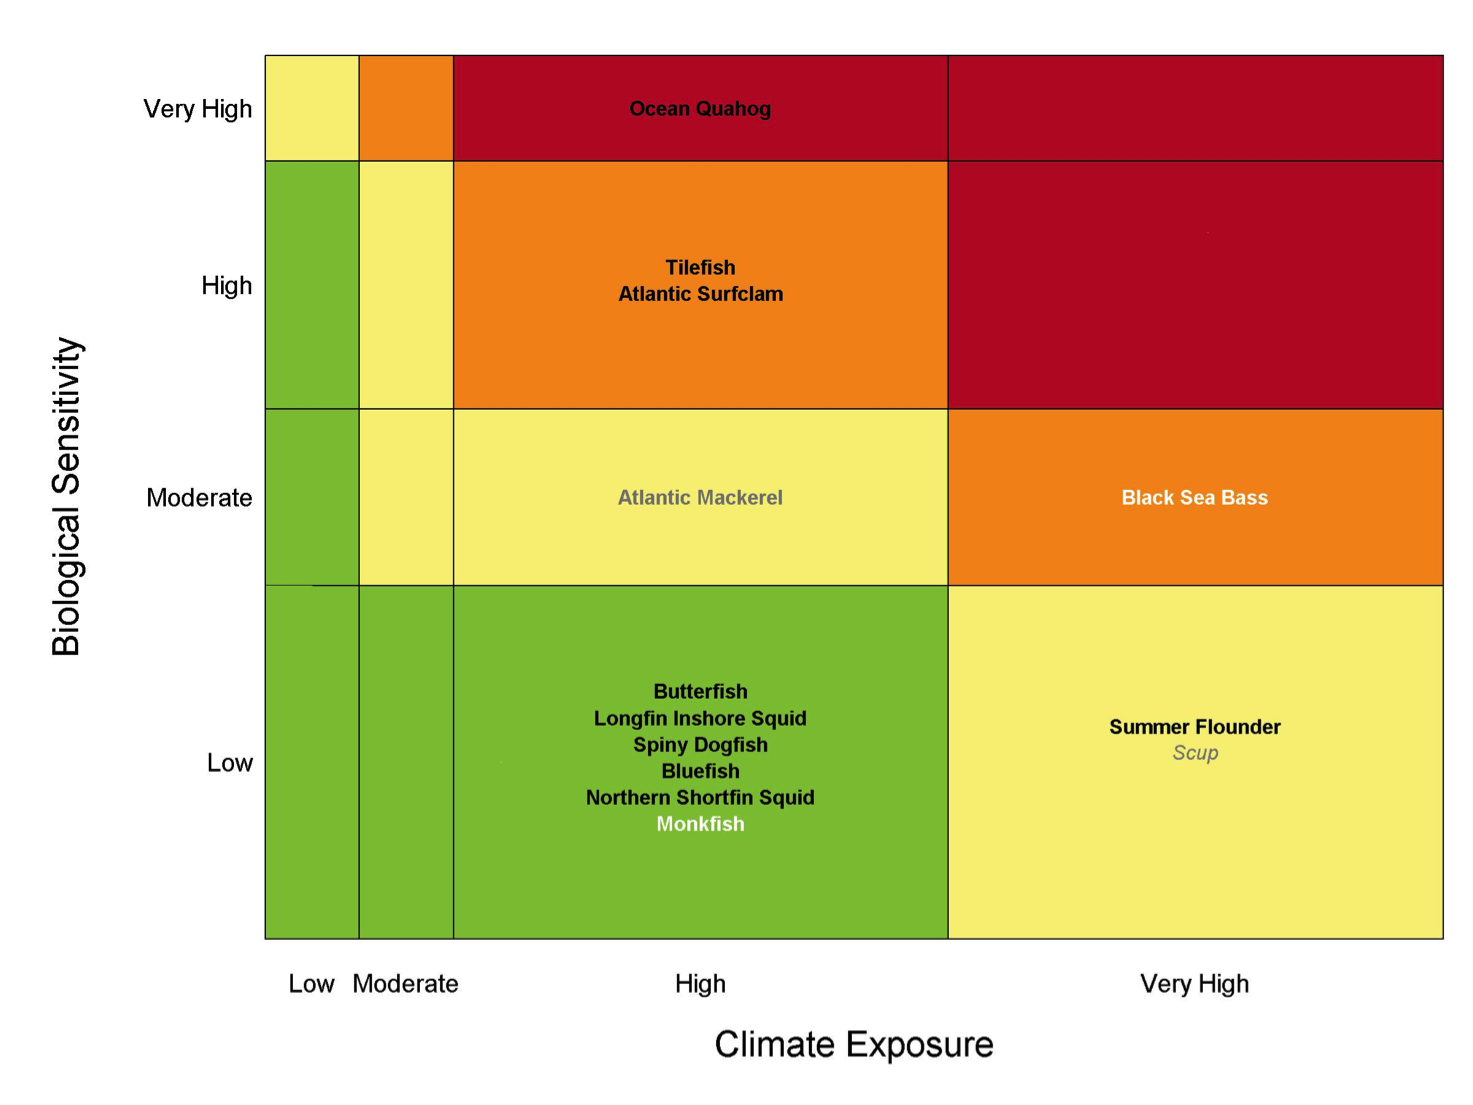 Very High
Ocean Quahog
High
Tilefish
Atlantic Surfclam
Biological Sensitivity
Moderate
Atlantic Mackerel
Black Sea Bass
Low
Butterfish
Longfin Inshore Squid
Spiny Dogfish
Bluefish
Northern Shortfin Squid
Monkfish
Summer Flounder
Scup
Low
Moderate
High
Very High
Climate Exposure